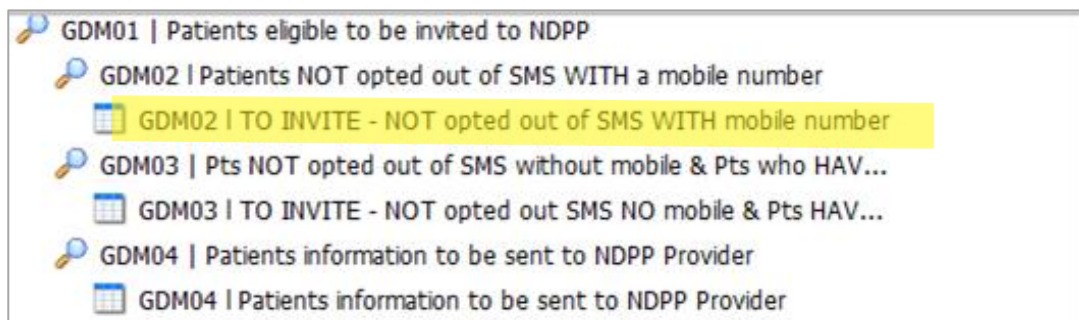 GDM01 | Patients eligible to be invited to NDPP
GDM02 l Patients NOT opted out of SMS WITH a mobile number
GDM02 l TO INVITE - NOT opted out of SMS WITH mobile number
GDM03 | Pts NOT opted out of SMS without mobile & Pts who HAV...
GDM03 l TO INVITE - NOT opted out SMS NO mobile & Pts HAV...
GDM04 | Patients information to be sent to NDPP Provider
GDM04 l Patients information to be sent to NDPP Provider